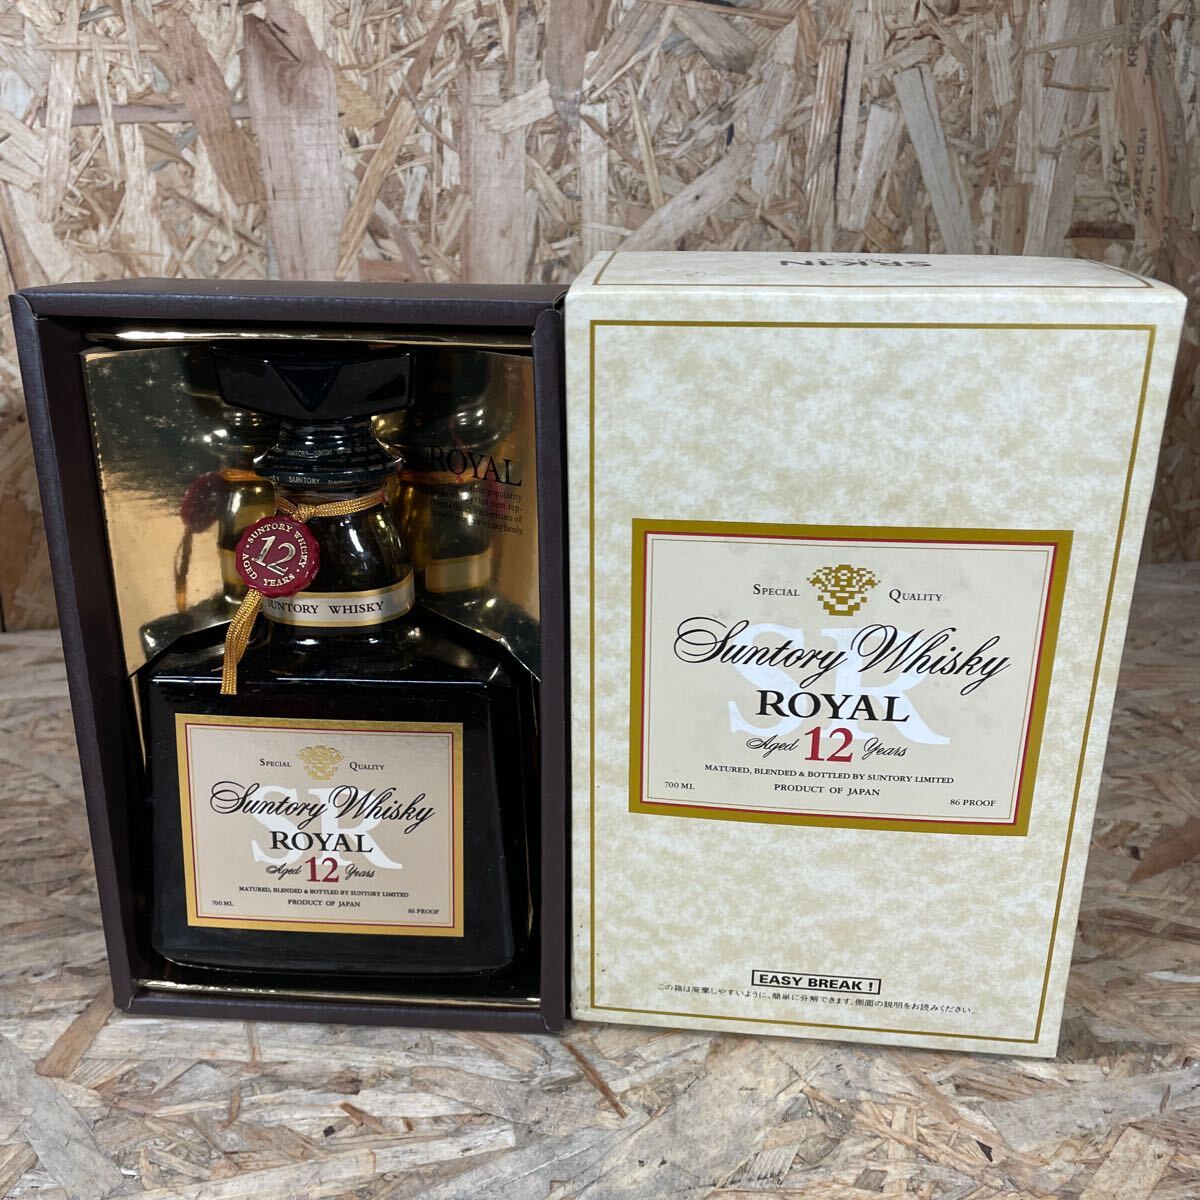 SRK1N
ROYAL
SUNTORY WHISKY
12
AGED YEARS
SUNTORY WHISKY
SPECIAL QUALITY
SR
Suntory Whisky
ROYAL
Aged 12 Years
MATURED, BLENDED & BOTTLED BY SUNTORY LIMITED
700 ML PRODUCT OF JAPAN 86 PROOF
SPECIAL QUALITY
SR
Suntory Whisky
ROYAL
Aged 12 Years
MATURED, BLENDED & BOTTLED BY SUNTORY LIMITED
700 ML PRODUCT OF JAPAN 86 PROOF
EASY BREAK!
この箱は廃棄しやすいように、簡単に分解できます。側面の説明をお読みください。